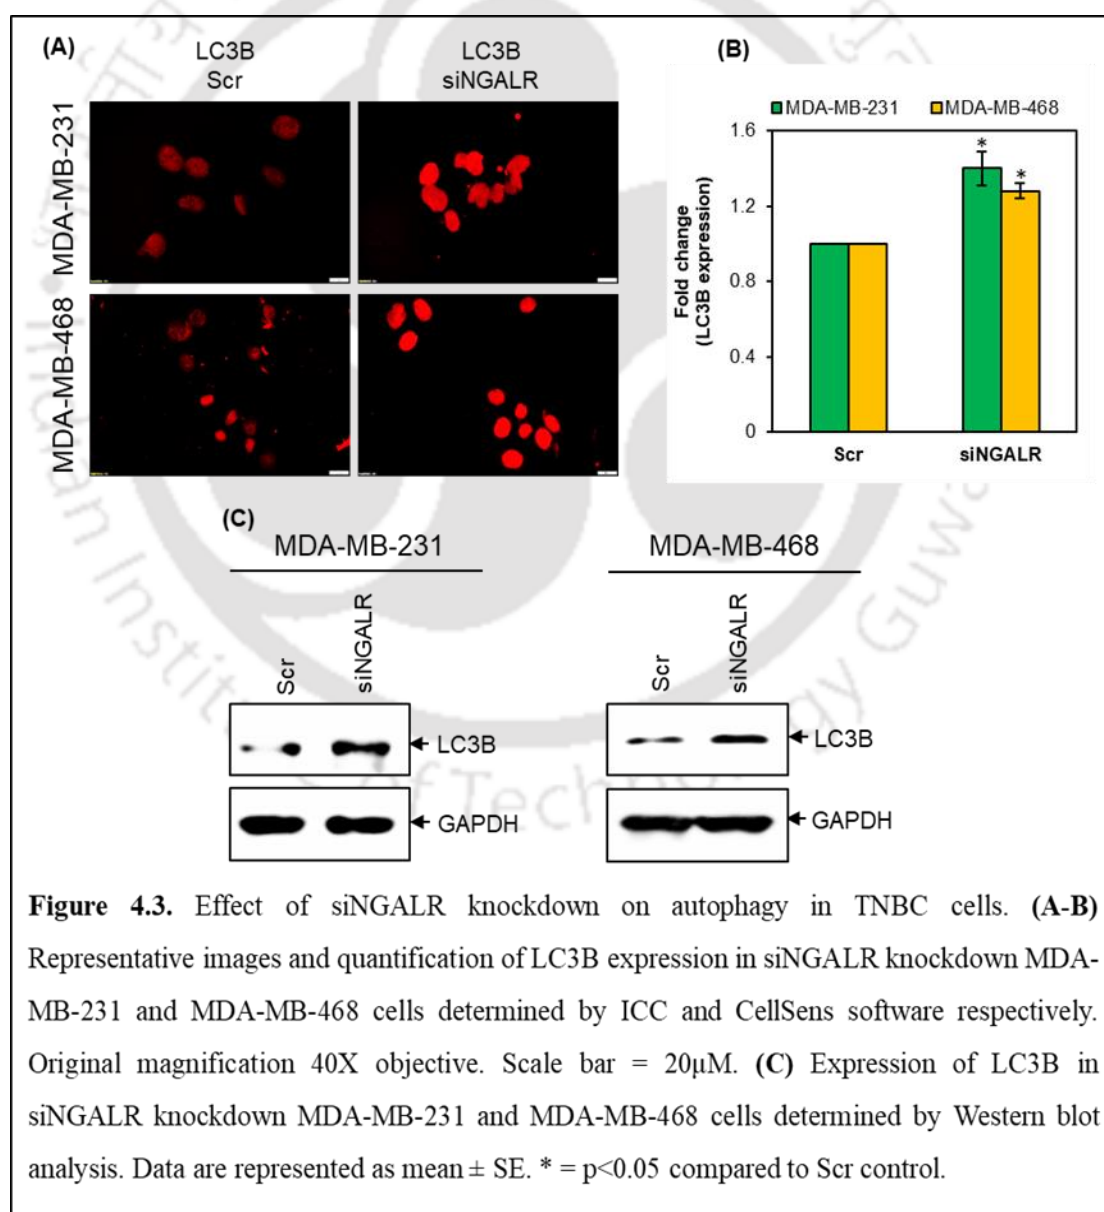 (A)
LC3B
Scr
LC3B
siNGALR
MDA-MB-231
MDA-MB-468
(B)
MDA-MB-231
MDA-MB-468
1.6
1.2
0.8
0.4
0
Fold change
(LC3B expression)
*
*
Scr
siNGALR
(C)
MDA-MB-231
MDA-MB-468
Scr
siNGALR
Scr
siNGALR
LC3B
LC3B
GAPDH
GAPDH
Indian Institute of Technology Guwa
Figure 4.3. Effect of siNGALR knockdown on autophagy in TNBC cells. (A-B)
Representative images and quantification of LC3B expression in siNGALR knockdown MDA-
MB-231 and MDA-MB-468 cells determined by ICC and CellSens software respectively.
Original magnification 40X objective. Scale bar = 20µM. (C) Expression of LC3B in
siNGALR knockdown MDA-MB-231 and MDA-MB-468 cells determined by Western blot
analysis. Data are represented as mean ± SE. * = p<0.05 compared to Scr control.